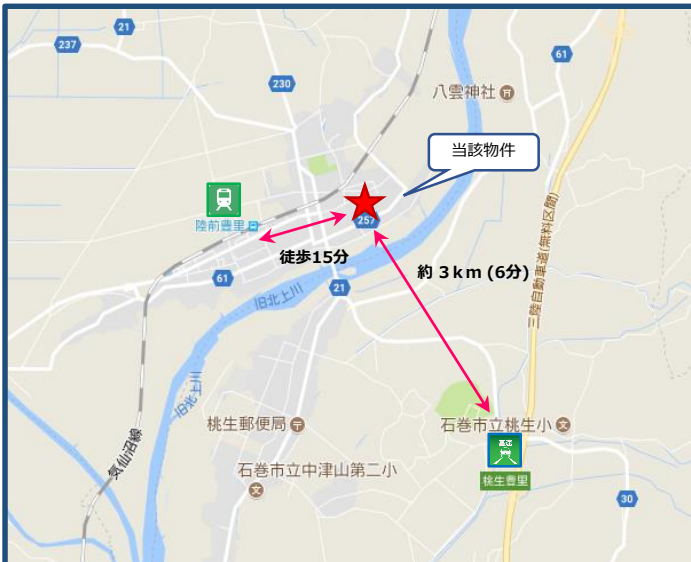 21
237
61
230
八雲神社
当該物件
陸前豊里
257
徒歩15分
約 3km (6分)
三陸自動車道(無料区間)
61
21
旧北上川
旧北上川
気仙沼線
桃生郵便局
石巻市立桃生小
文
石巻市立中津山第二小
文
桃生豊里
30